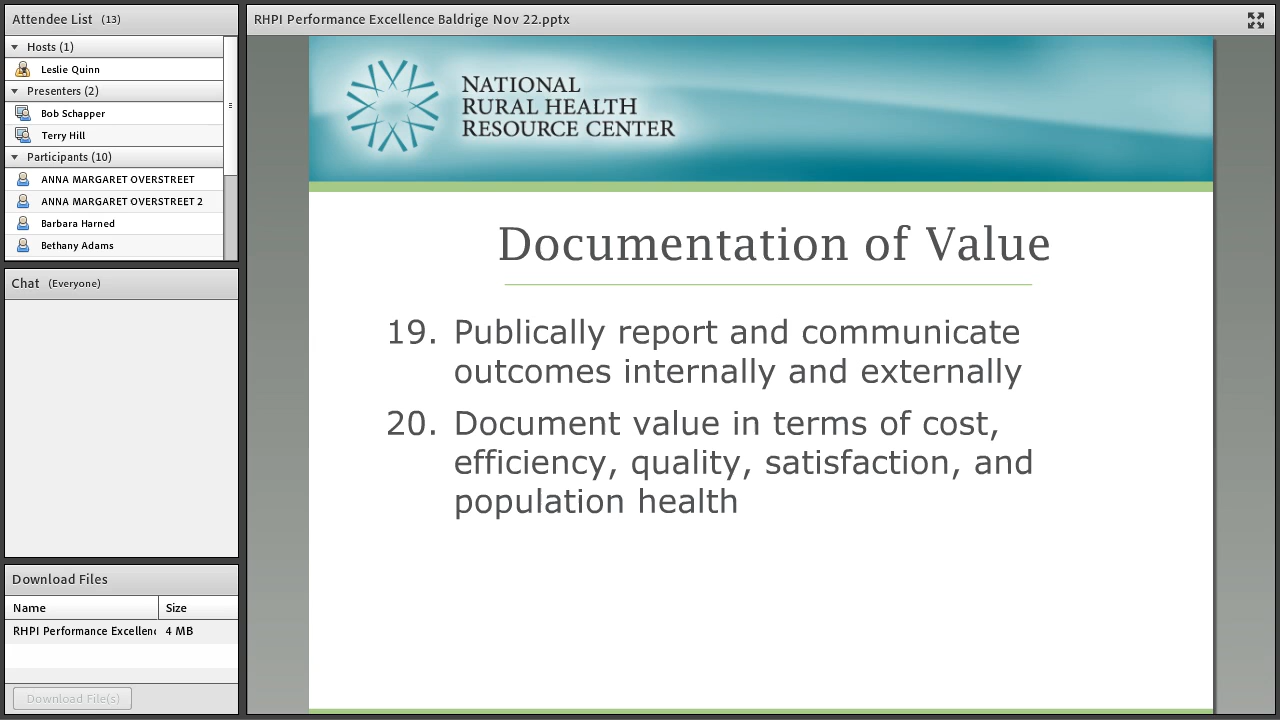 Attendee List (13)
Hosts (1)
Leslie Quinn
Presenters (2)
Bob Schapper
Terry Hill
Participants (10)
ANNA MARGARET OVERSTREET
ANNA MARGARET OVERSTREET 2
Barbara Harned
Bethany Adams
Chat (Everyone)
Download Files
Name Size
RHPI Performance Excellenc 4 MB
Download File(s)
RHPI Performance Excellence Baldrige Nov 22.pptx
NATIONAL
RURAL HEALTH
RESOURCE CENTER
Documentation of Value
19. Publically report and communicate
outcomes internally and externally
20. Document value in terms of cost,
efficiency, quality, satisfaction, and
population health